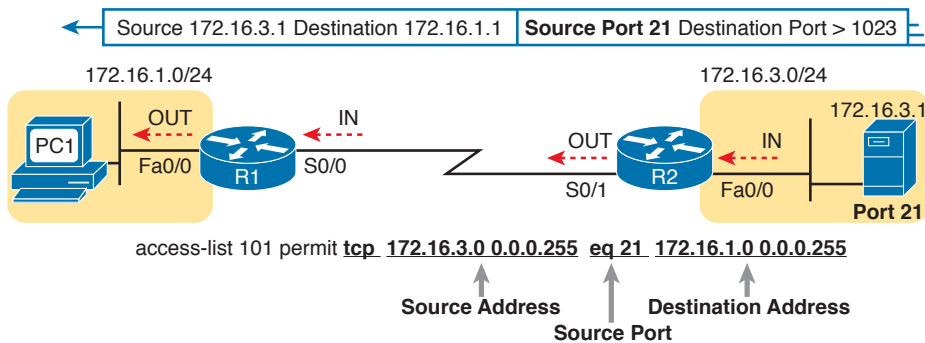 Source 172.16.3.1 Destination 172.16.1.1 Source Port 21 Destination Port > 1023
172.16.1.0/24
172.16.3.0/24
172.16.3.1
OUT
IN
OUT
IN
PC1
Fa0/0
R1
S0/0
S0/1
R2
Fa0/0
Port 21
access-list 101 permit tcp 172.16.3.0 0.0.0.255 eq 21 172.16.1.0 0.0.0.255
Source Address
Destination Address
Source Port